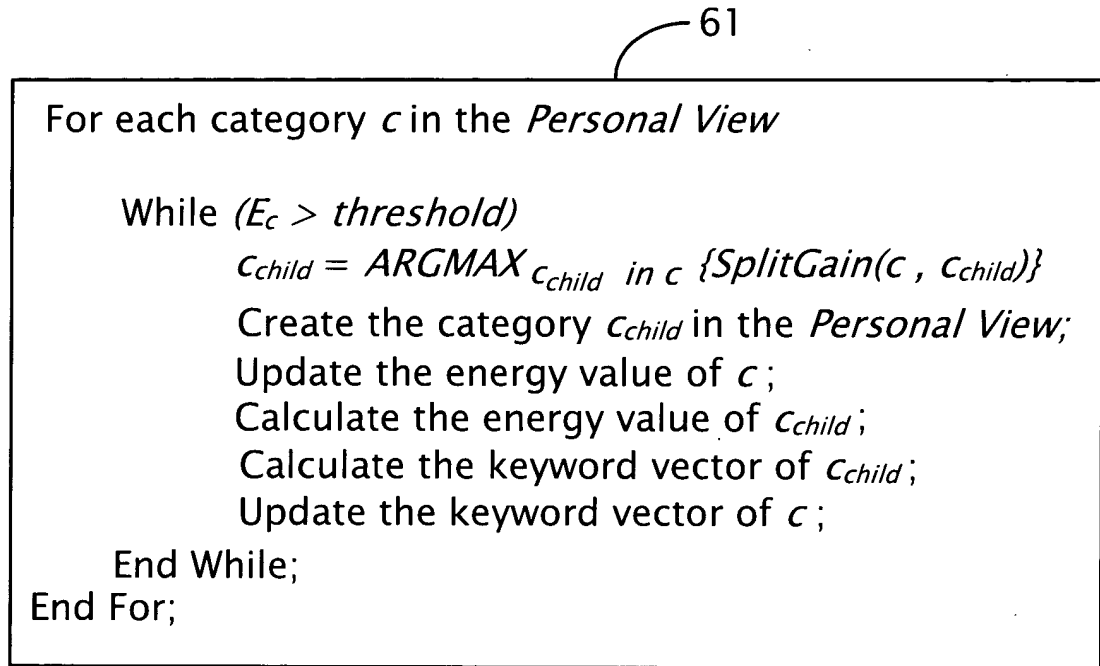 61
For each category c in the Personal View
While (Ec > threshold)
cchild = ARGMAX cchild in c {SplitGain(c , cchild)}
Create the category cchild in the Personal View;
Update the energy value of c ;
Calculate the energy value of cchild ;
Calculate the keyword vector of cchild ;
Update the keyword vector of c ;
End While;
End For;